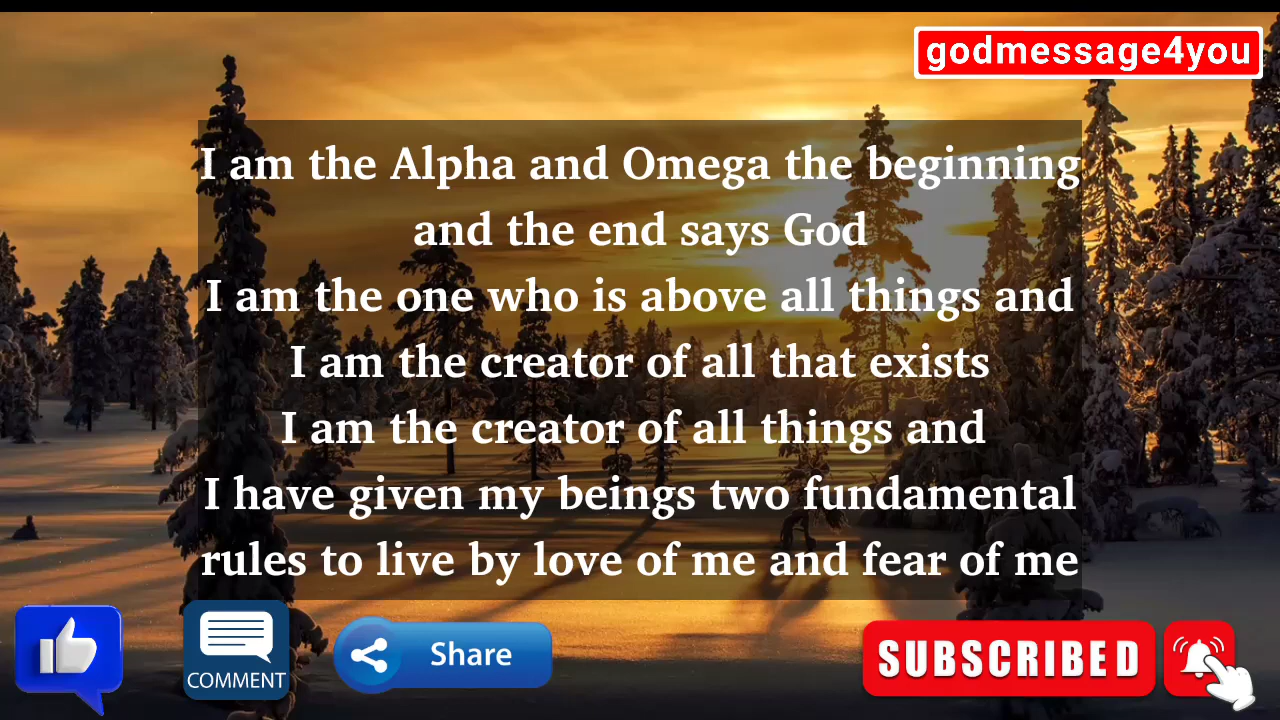 godmessage4you
I am the Alpha and Omega the beginning
and the end says God
I am the one who is above all things and
I am the creator of all that exists
I am the creator of all things and
I have given my beings two fundamental
rules to live by love of me and fear of me
COMMENT
Share
SUBSCRIBED